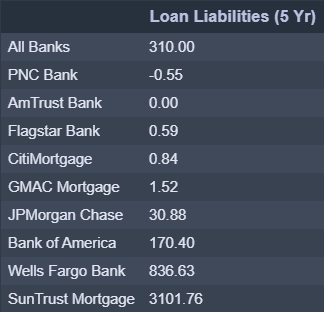 Loan Liabilities (5 Yr)
All Banks 310.00
PNC Bank -0.55
AmTrust Bank 0.00
Flagstar Bank 0.59
CitiMortgage 0.84
GMAC Mortgage 1.52
JPMorgan Chase 30.88
Bank of America 170.40
Wells Fargo Bank 836.63
SunTrust Mortgage 3101.76